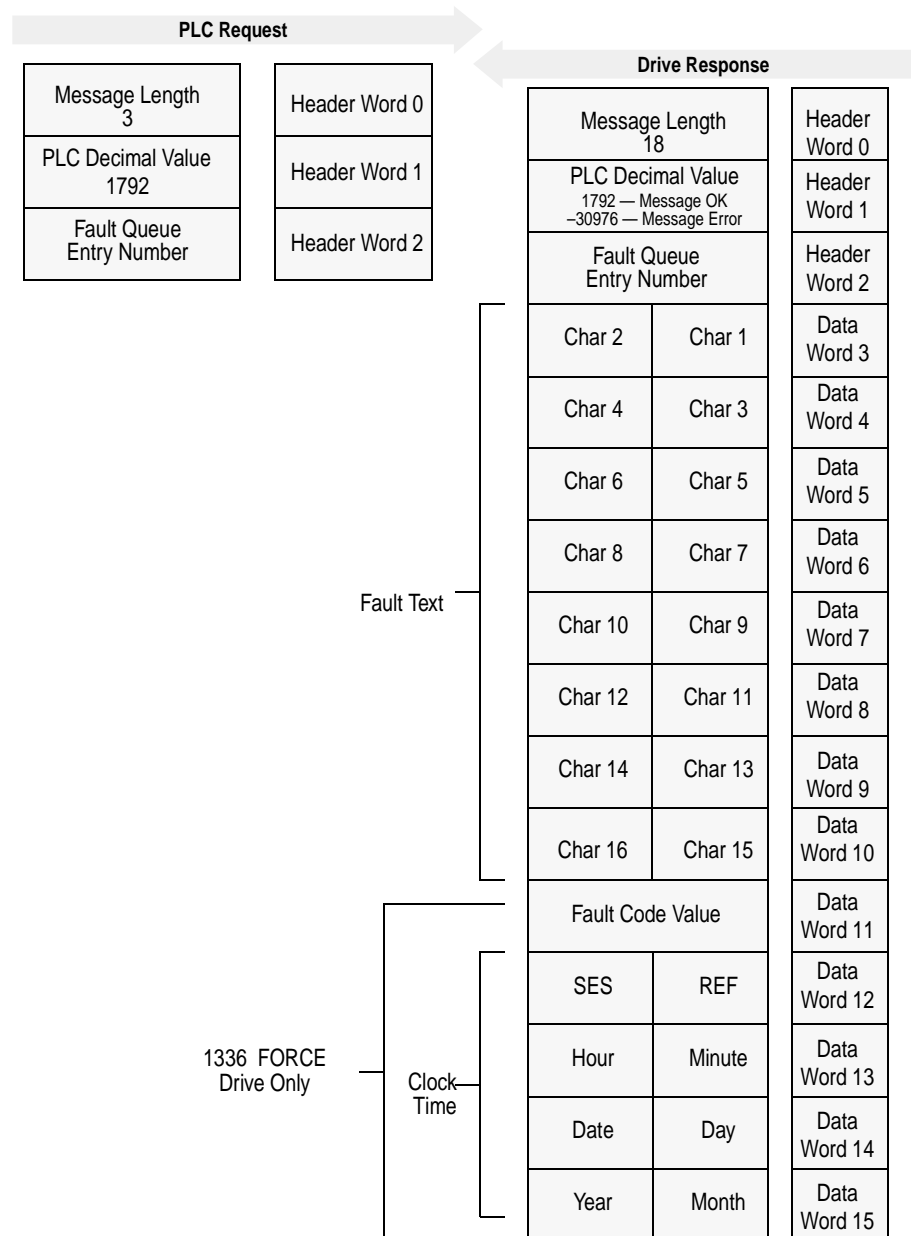 PLC Request
Drive Response
Message Length
3
Header Word 0
PLC Decimal Value
1792
Header Word 1
Fault Queue
Entry Number
Header Word 2
Message Length
18
Header
Word 0
PLC Decimal Value
1792 — Message OK
–30976 — Message Error
Header
Word 1
Fault Queue
Entry Number
Header
Word 2
Fault Text
Char 2
Char 1
Data
Word 3
Char 4
Char 3
Data
Word 4
Char 6
Char 5
Data
Word 5
Char 8
Char 7
Data
Word 6
Char 10
Char 9
Data
Word 7
Char 12
Char 11
Data
Word 8
Char 14
Char 13
Data
Word 9
Char 16
Char 15
Data
Word 10
1336 FORCE
Drive Only
Fault Code Value
Data
Word 11
Clock
Time
SES
REF
Data
Word 12
Hour
Minute
Data
Word 13
Date
Day
Data
Word 14
Year
Month
Data
Word 15